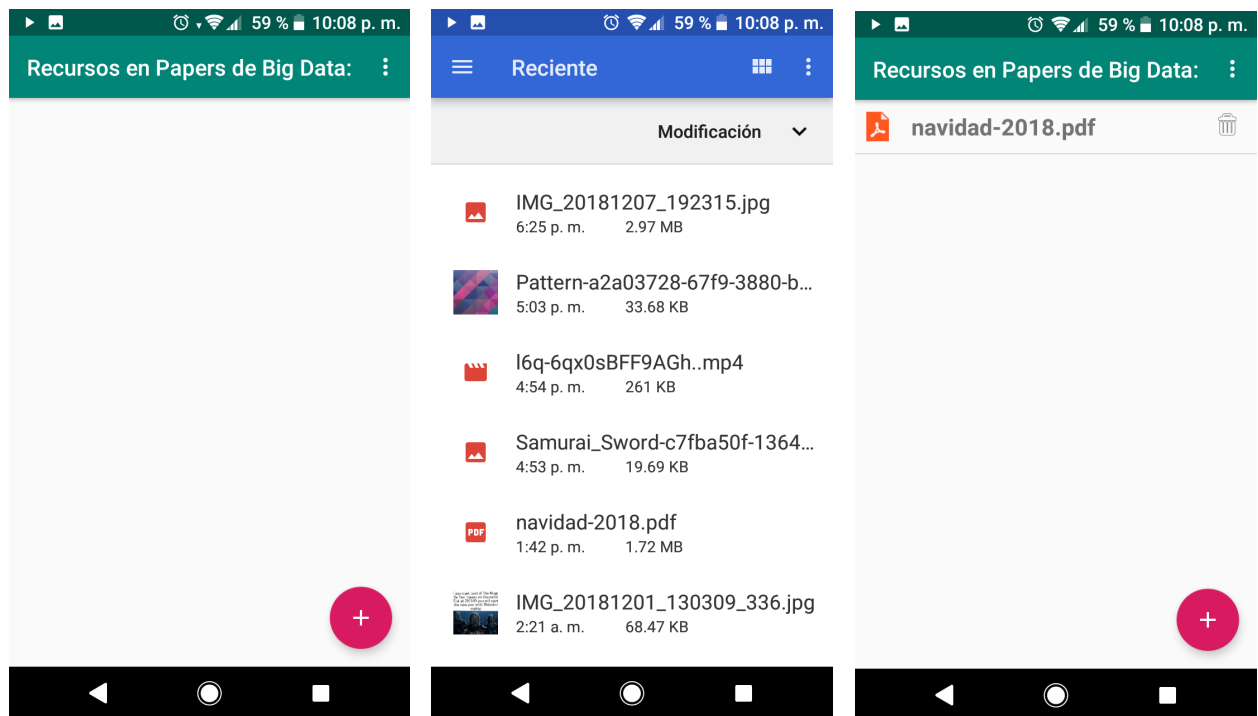 59 % 10:08 p. m.
Recursos en Papers de Big Data:
+
59 % 10:08 p. m.
Reciente
Modificación
IMG_20181207_192315.jpg
6:25 p. m. 2.97 MB
Pattern-a2a03728-67f9-3880-b...
5:03 p. m. 33.68 KB
l6q-6qx0sBFF9AGh..mp4
4:54 p. m. 261 KB
Samurai_Sword-c7fba50f-1364...
4:53 p. m. 19.69 KB
PDF
navidad-2018.pdf
1:42 p. m. 1.72 MB
IMG_20181201_130309_336.jpg
2:21 a. m. 68.47 KB
59 % 10:08 p. m.
Recursos en Papers de Big Data:
navidad-2018.pdf
+